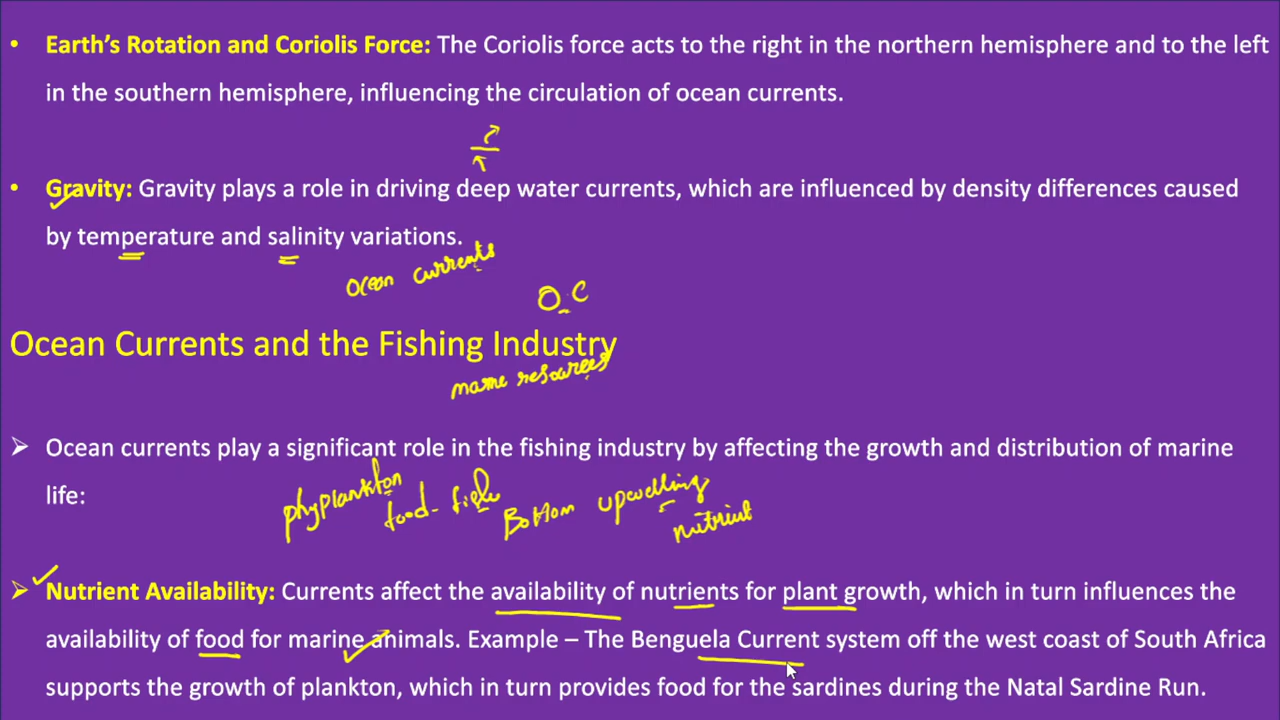 • Earth's Rotation and Coriolis Force: The Coriolis force acts to the right in the northern hemisphere and to the left
in the southern hemisphere, influencing the circulation of ocean currents.
• Gravity: Gravity plays a role in driving deep water currents, which are influenced by density differences caused
by temperature and salinity variations.
Ocean currents
O.C
Ocean Currents and the Fishing Industry
resources
➢ Ocean currents play a significant role in the fishing industry by affecting the growth and distribution of marine
life:
phyplankton
food-
Bottom upwelling
nutrient
➢ Nutrient Availability: Currents affect the availability of nutrients for plant growth, which in turn influences the
availability of food for marine animals. Example – The Benguela Current system off the west coast of South Africa
supports the growth of plankton, which in turn provides food for the sardines during the Natal Sardine Run.